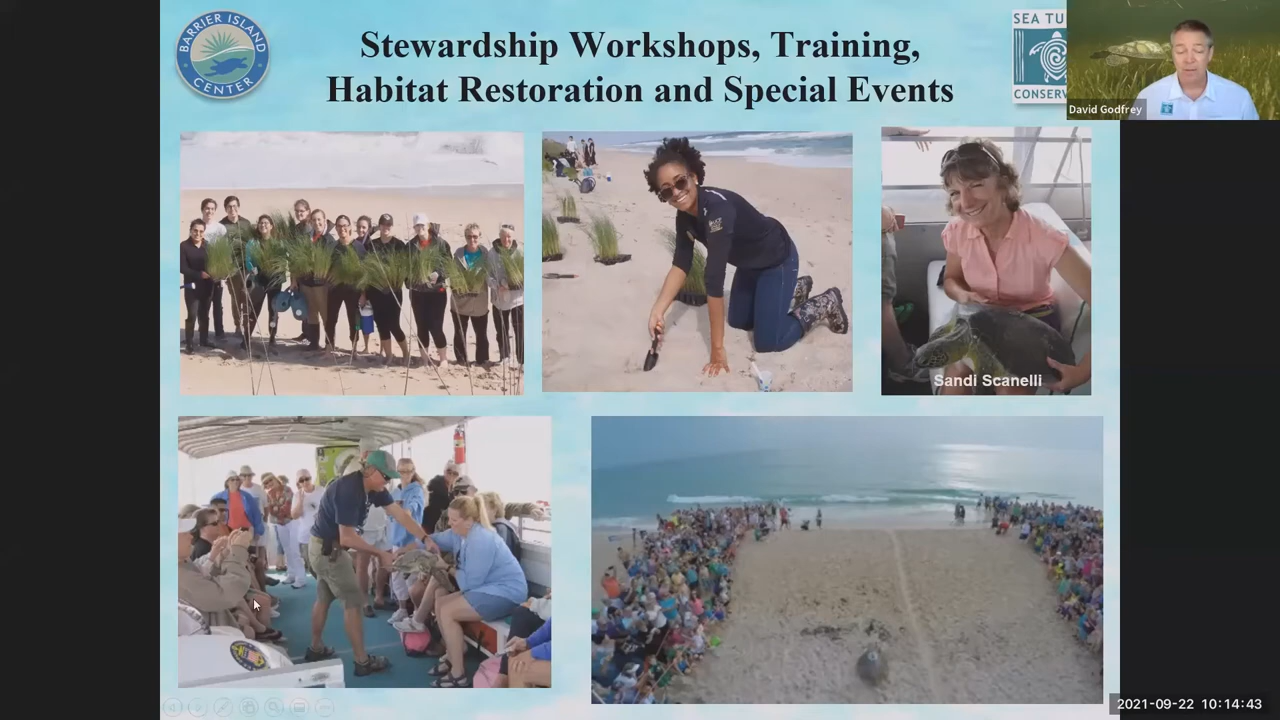 BARRIER ISLAND
CENTER
Stewardship Workshops, Training,
Habitat Restoration and Special Events
SEA TU
CONSERV
David Godfrey
Sandi Scanelli
2021-09-22 10:14:43